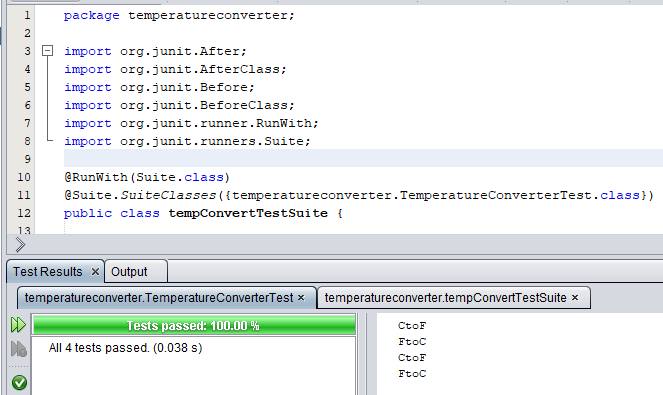 1 package temperatureconverter;
2
3 import org.junit.After;
4 import org.junit.AfterClass;
5 import org.junit.Before;
6 import org.junit.BeforeClass;
7 import org.junit.runner.RunWith;
8 import org.junit.runners.Suite;
9
10 @RunWith(Suite.class)
11 @Suite.SuiteClasses({temperatureconverter.TemperatureConverterTest.class})
12 public class tempConvertTestSuite {
13
Test Results × Output
temperatureconverter.TemperatureConverterTest × temperatureconverter.tempConvertTestSuite ×
Tests passed: 100.00 %
All 4 tests passed. (0.038 s)
CtoF
FtoC
CtoF
FtoC